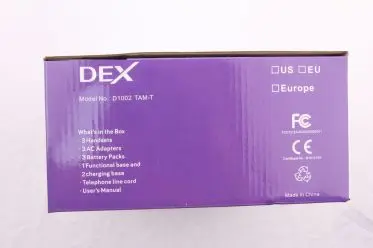 DEX
Model No: D1002 TAM-T
US EU
Europe
What's in the Box
· 3 Handsets
· 3 AC Adapters
· 3 Battery Packs
· 1 Functional base and
2 charging base
· Telephone line cord
· User's Manual
FC
CE
Made in China